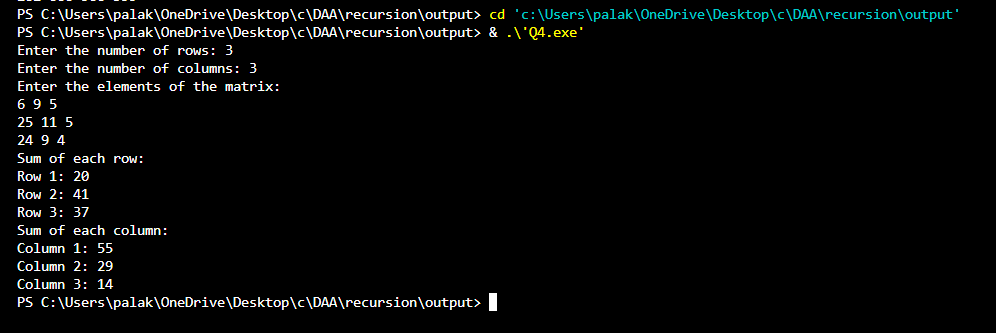 PS C:\Users\palak\OneDrive\Desktop\c\DAA\recursion\output> cd 'c:\Users\palak\OneDrive\Desktop\c\DAA\recursion\output'
PS C:\Users\palak\OneDrive\Desktop\c\DAA\recursion\output> & .\'Q4.exe'
Enter the number of rows: 3
Enter the number of columns: 3
Enter the elements of the matrix:
6 9 5
25 11 5
24 9 4
Sum of each row:
Row 1: 20
Row 2: 41
Row 3: 37
Sum of each column:
Column 1: 55
Column 2: 29
Column 3: 14
PS C:\Users\palak\OneDrive\Desktop\c\DAA\recursion\output>